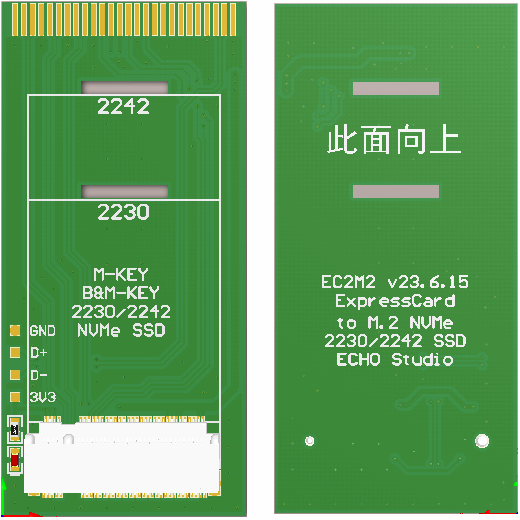 2242
2230
M-KEY
B&M-KEY
2230/2242
NVMe SSD
GND
D+
D-
3V3
此面向上
EC2M2 v23.6.15
ExpressCard
to M.2 NVMe
2230/2242 SSD
ECHO Studio